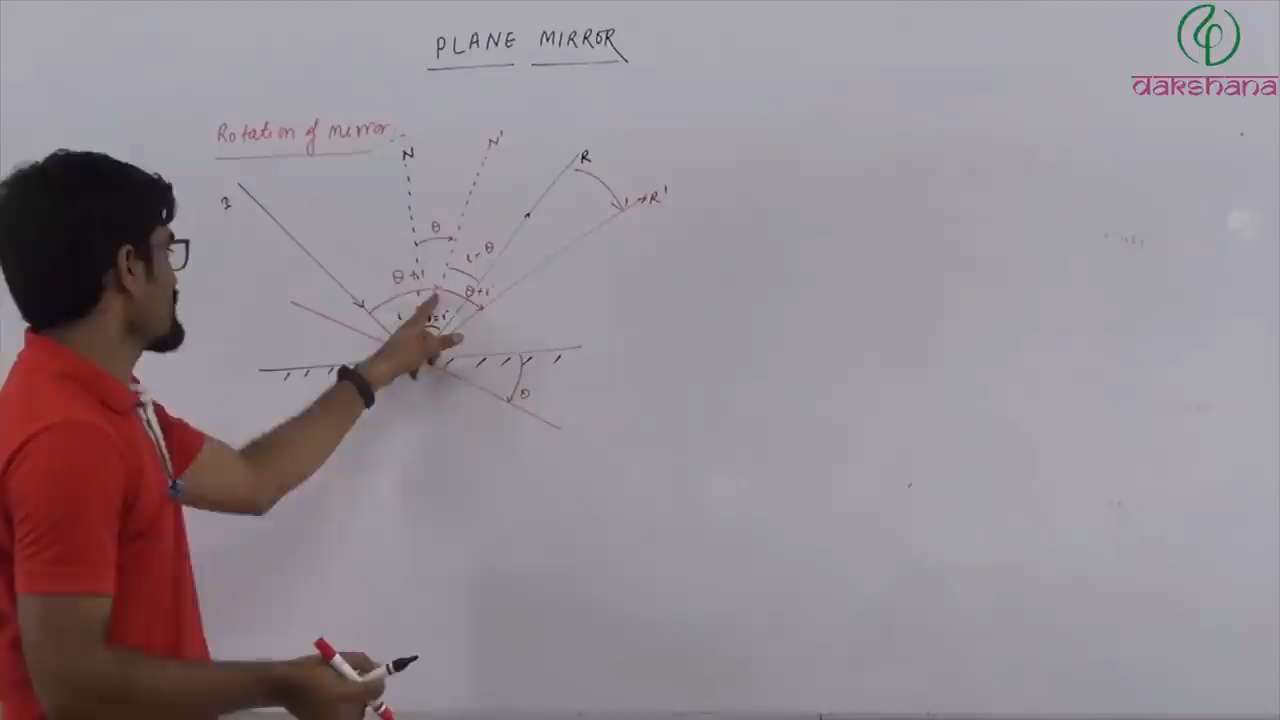 PLANE MIRROR
dakshana
Rotation of mirror
N
N'
R
I
R'
θ
i-θ
θ+i
θ+i
i
θ